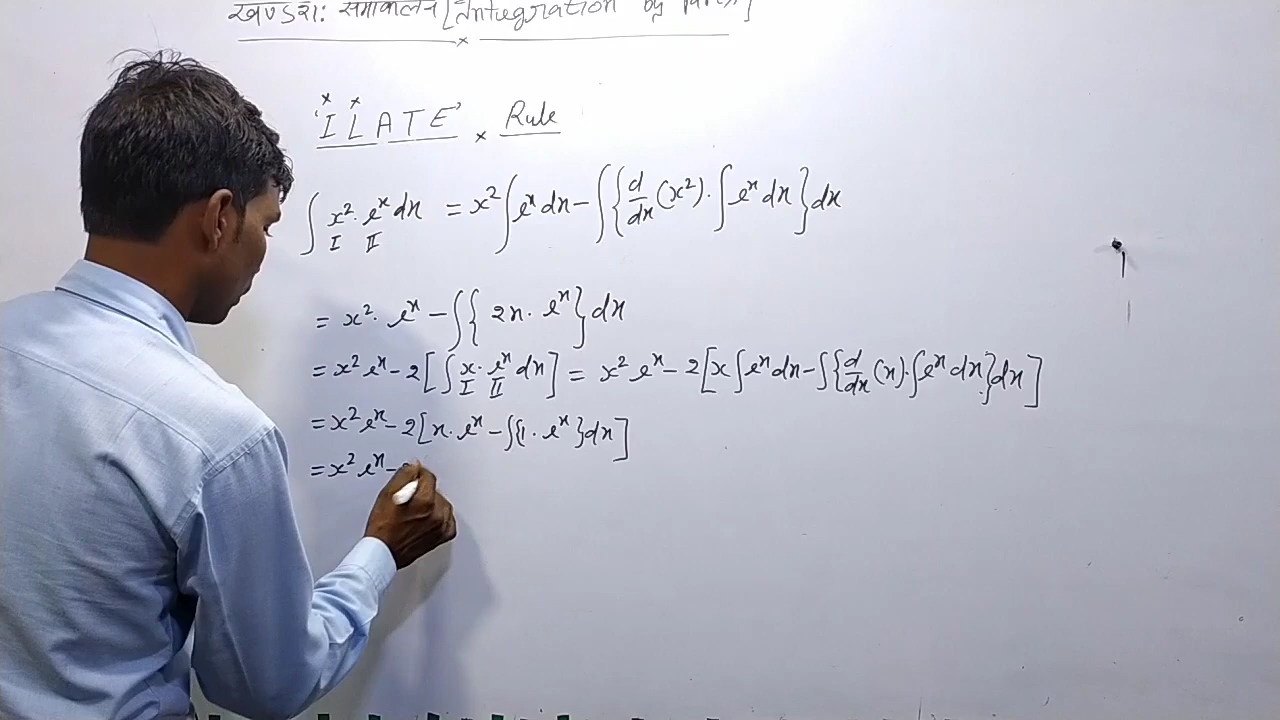 खण्डशः समाकलन [Integration by Parts]
'ILATE' Rule
∫ x². eˣ dx = x² ∫ eˣ dx - ∫ { d/dx (x²) . ∫ eˣ dx } dx
I II
= x². eˣ - ∫ { 2x. eˣ } dx
= x² eˣ - 2 [ ∫ x. eˣ dx ] = x² eˣ - 2 [ x ∫ eˣ dx - ∫ { d/dx (x) . ∫ eˣ dx } dx ]
I II
= x² eˣ - 2 [ x. eˣ - ∫ { 1. eˣ } dx ]
= x² eˣ -